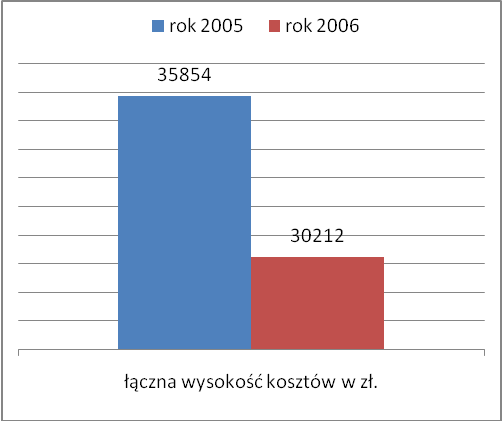 rok 2005 rok 2006
35854
30212
łączna wysokość kosztów w zł.